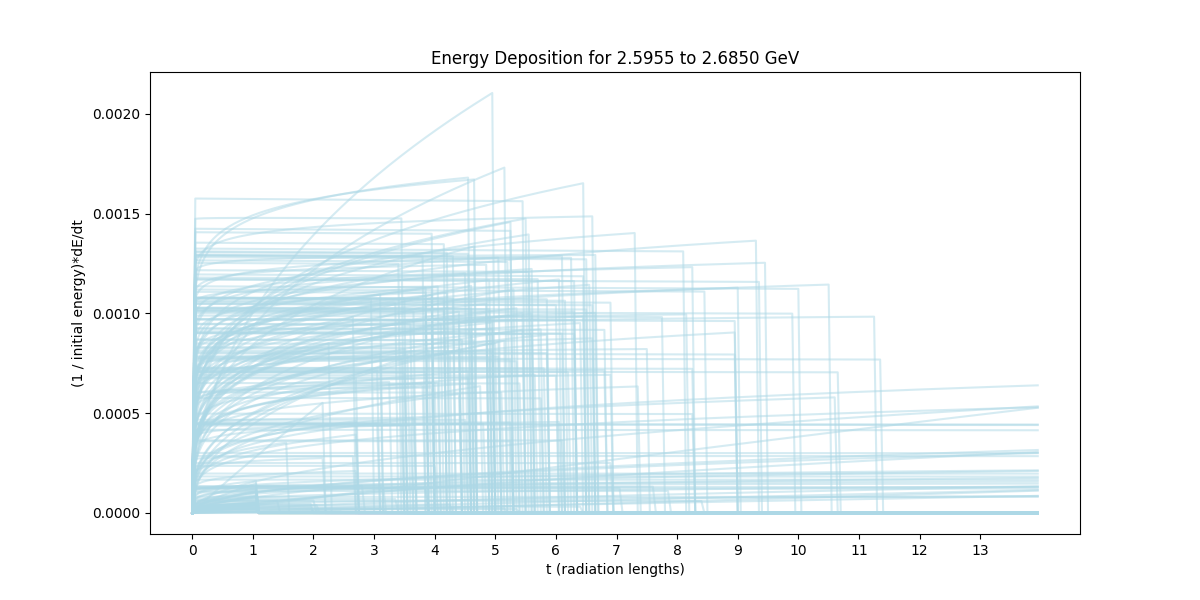 Energy Deposition for 2.5955 to 2.6850 GeV
(1 / initial energy)*dE/dt
0.0020
0.0015
0.0010
0.0005
0.0000
0 1 2 3 4 5 6 7 8 9 10 11 12 13
t (radiation lengths)